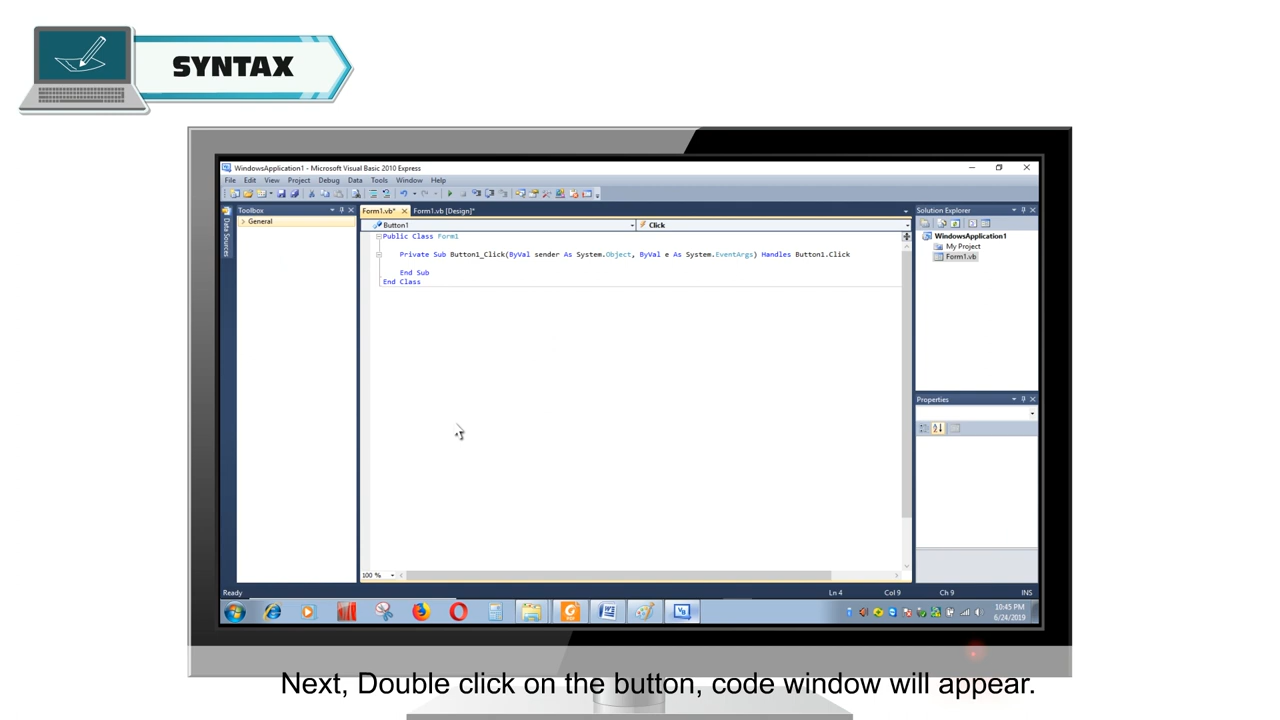 SYNTAX
WindowsApplication1 - Microsoft Visual Basic 2010 Express
File Edit View Project Debug Data Tools Window Help
Toolbox
Form1.vb* Form1.vb [Design]*
Solution Explorer
General
Data Sources
Button1
Click
Public Class Form1
Private Sub Button1_Click(ByVal sender As System.Object, ByVal e As System.EventArgs) Handles Button1.Click
End Sub
End Class
WindowsApplication1
My Project
Form1.vb
Properties
100 %
Ready
Ln 4 Col 9 Ch 9 INS
10:45 PM
6/24/2019
Next, Double click on the button, code window will appear.